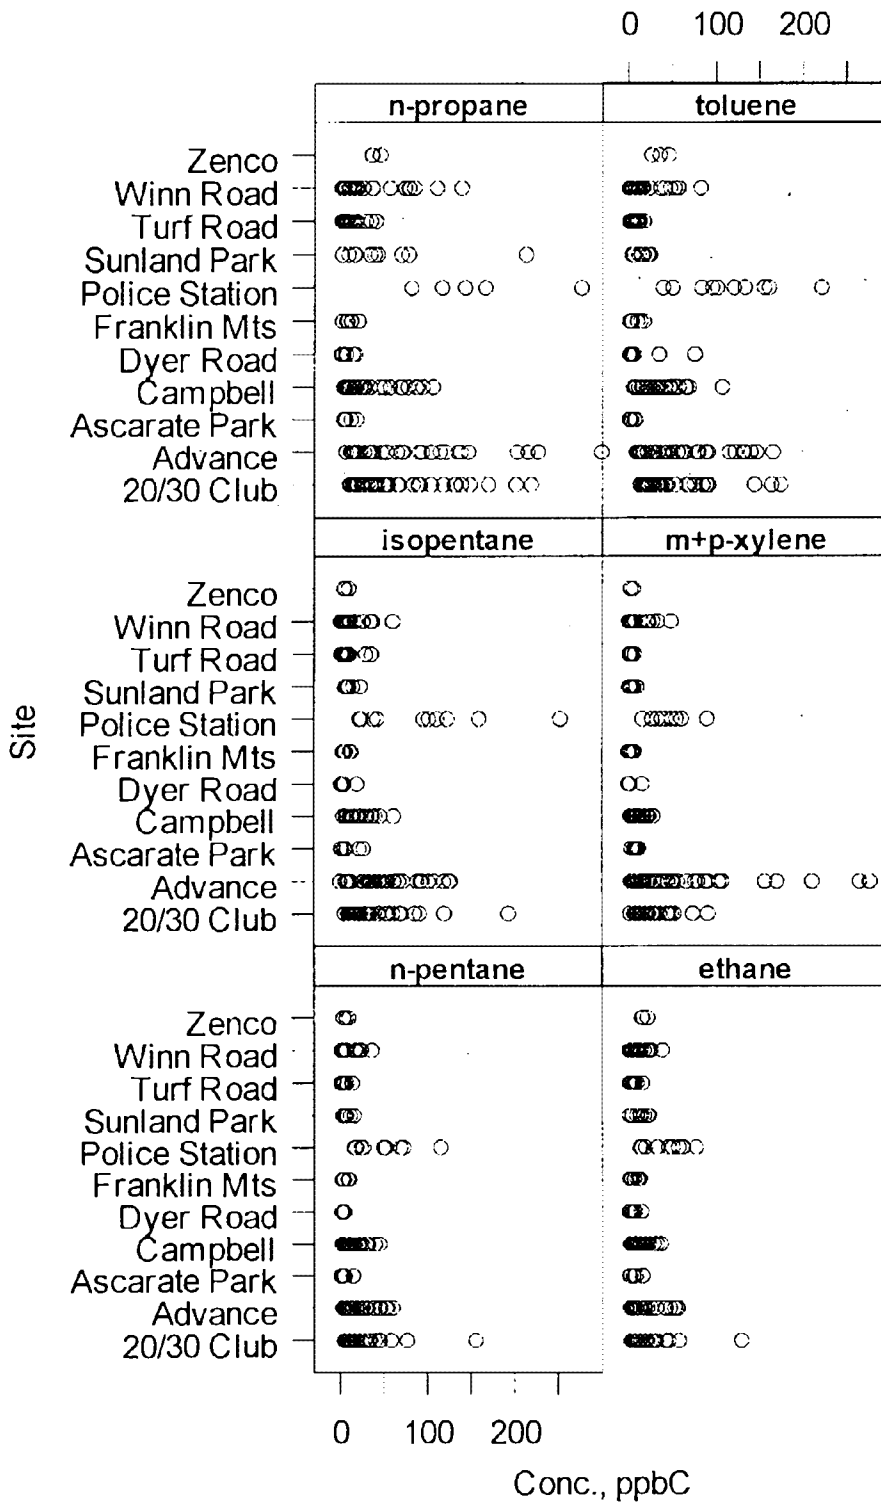 0 100 200
n-propane toluene
Zenco
Winn Road
Turf Road
Sunland Park
Police Station
Franklin Mts
Dyer Road
Campbell
Ascarate Park
Advance
20/30 Club
isopentane m+p-xylene
Zenco
Winn Road
Turf Road
Sunland Park
Police Station
Franklin Mts
Dyer Road
Campbell
Ascarate Park
Advance
20/30 Club
Site
n-pentane ethane
Zenco
Winn Road
Turf Road
Sunland Park
Police Station
Franklin Mts
Dyer Road
Campbell
Ascarate Park
Advance
20/30 Club
0 100 200
Conc., ppbC